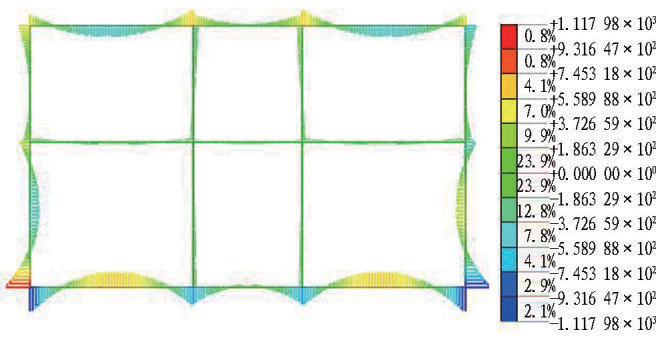 +1.117 98 × 10³
0.8%
+9.316 47 × 10²
0.8%
+7.453 18 × 10²
4.1%
+5.589 88 × 10²
7.0%
+3.726 59 × 10²
9.9%
+1.863 29 × 10²
23.9%
+0.000 00 × 10⁰
23.9%
-1.863 29 × 10²
12.8%
-3.726 59 × 10²
7.8%
-5.589 88 × 10²
4.1%
-7.453 18 × 10²
2.9%
-9.316 47 × 10²
2.1%
-1.117 98 × 10³